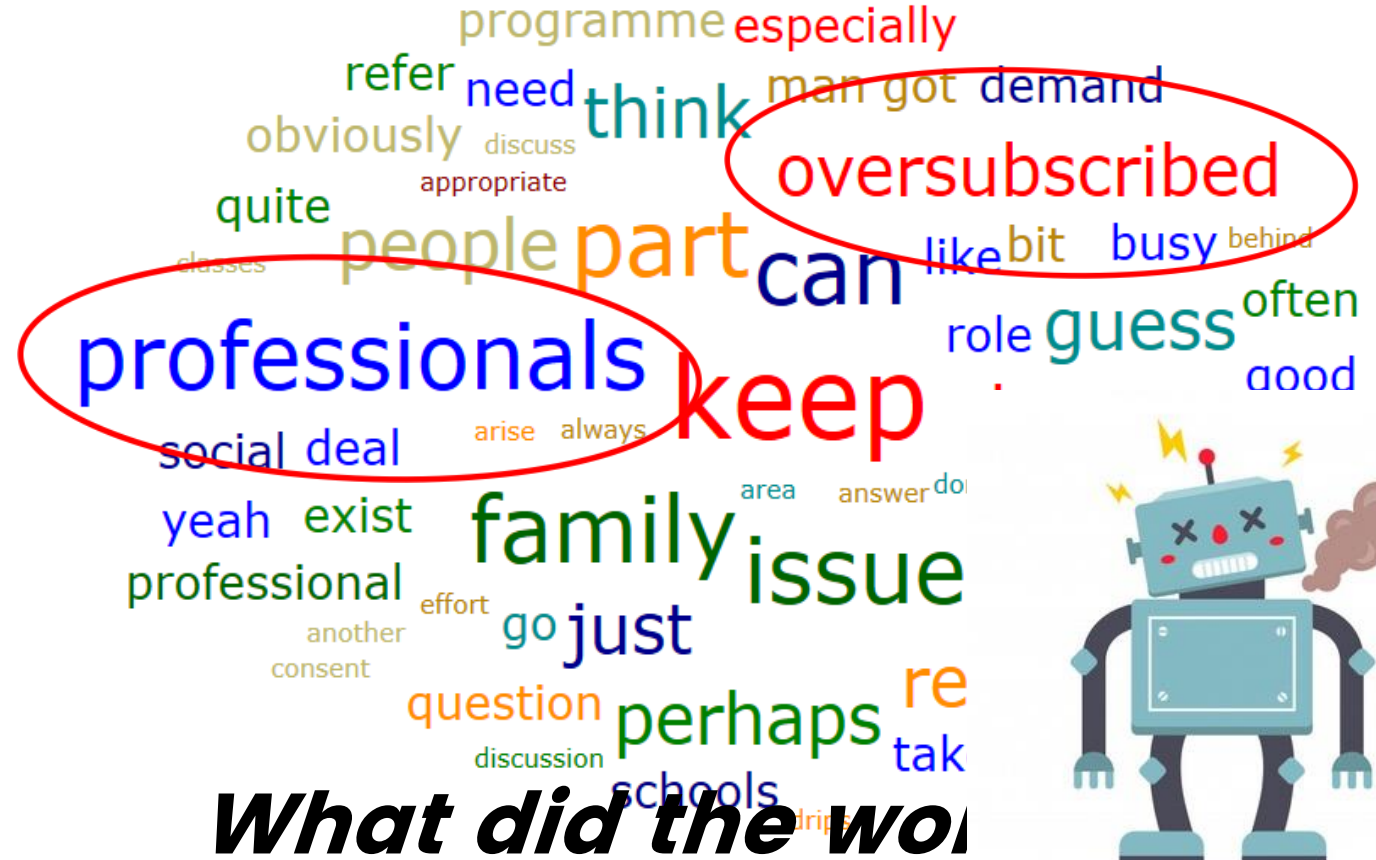 programme especially
refer need think man got demand
obviously discuss
appropriate oversubscribed
quite people part can like bit busy behind
classes often
professionals keep role guess
good
social deal arise always
yeah exist family area answer
professional issue
effort go just
another
consent
question perhaps
discussion
schools
What did the